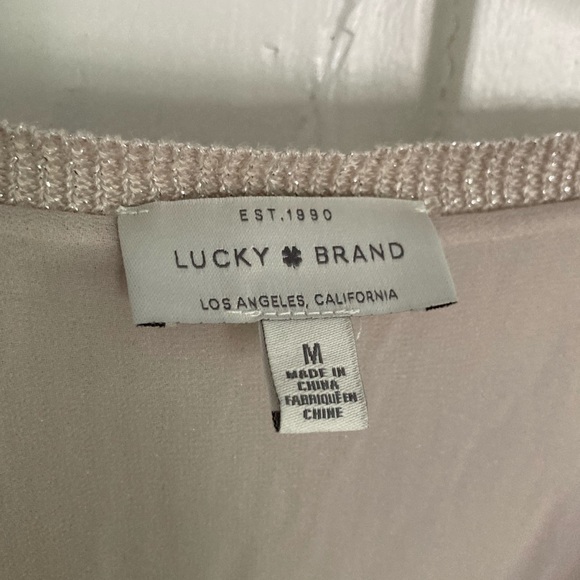 EST.1990
LUCKY BRAND
LOS ANGELES, CALIFORNIA
M
MADE IN
CHINA
FABRIQUÉ EN
CHINE